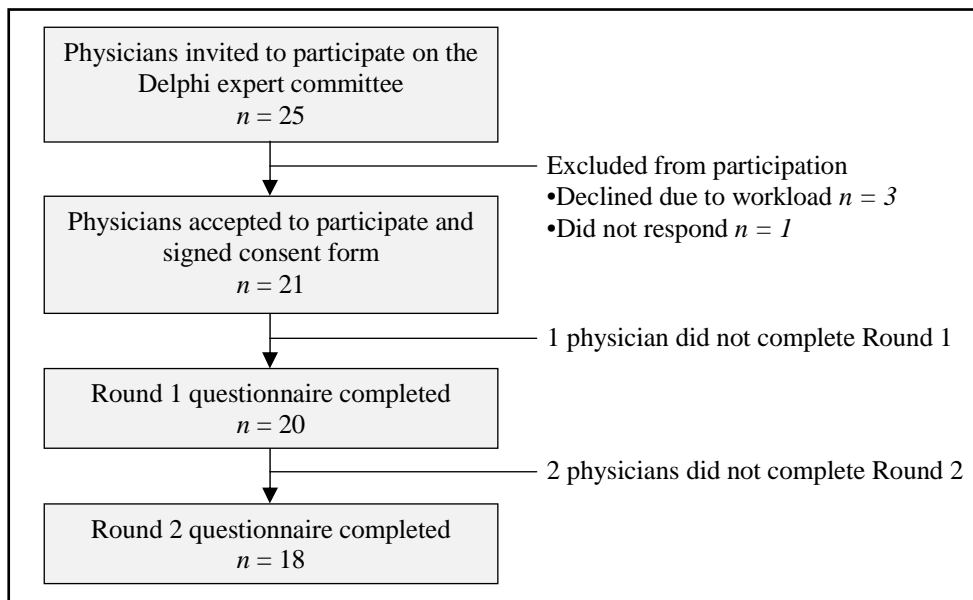 Physicians invited to participate on the
Delphi expert committee
n = 25
Excluded from participation
•Declined due to workload n = 3
•Did not respond n = 1
Physicians accepted to participate and
signed consent form
n = 21
1 physician did not complete Round 1
Round 1 questionnaire completed
n = 20
2 physicians did not complete Round 2
Round 2 questionnaire completed
n = 18